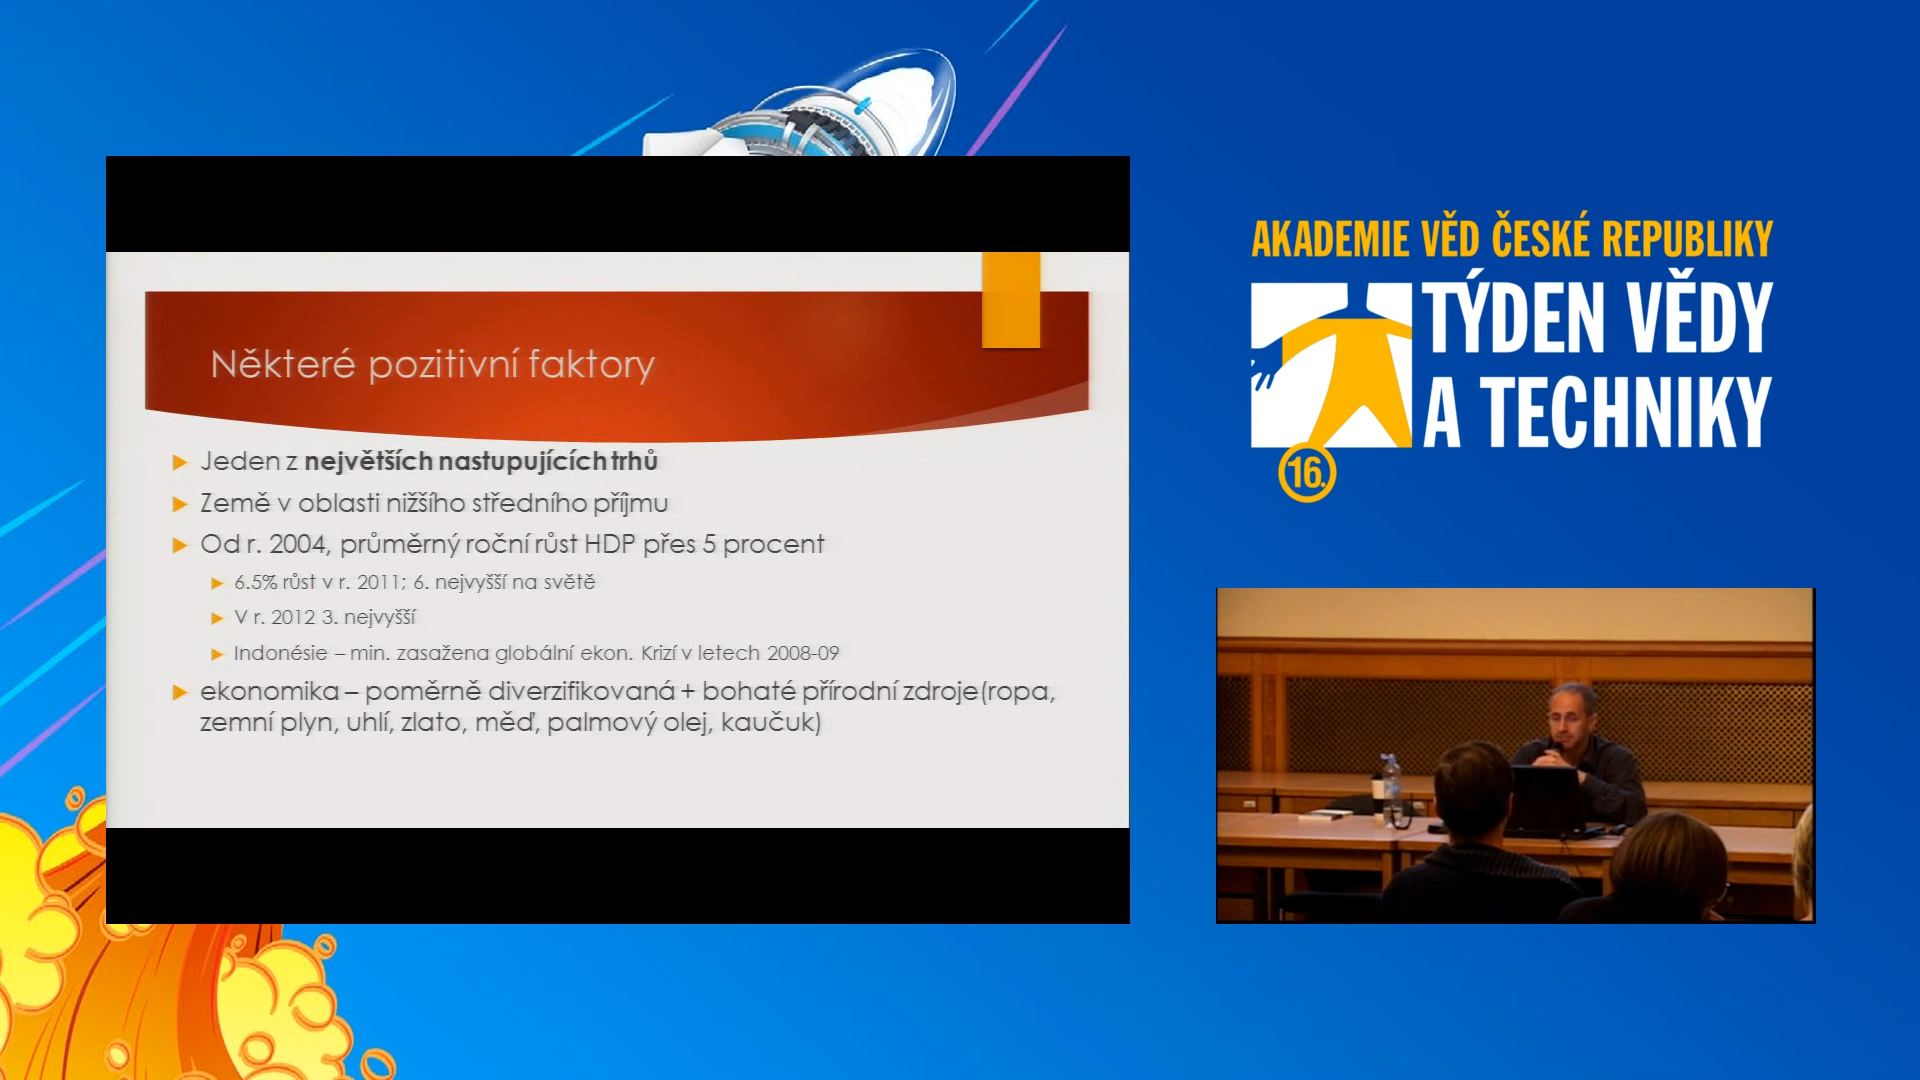 Některé pozitivní faktory
Jeden z největších nastupujících trhů
Země v oblasti nižšího středního příjmu
Od r. 2004, průměrný roční růst HDP přes 5 procent
6.5% růst v r. 2011; 6. nejvyšší na světě
V r. 2012 3. nejvyšší
Indonésie – min. zasažena globální ekon. Krizí v letech 2008-09
ekonomika – poměrně diverzifikovaná + bohaté přírodní zdroje(ropa,
zemní plyn, uhlí, zlato, měď, palmový olej, kaučuk)
AKADEMIE VĚD ČESKÉ REPUBLIKY
TÝDEN VĚDY
A TECHNIKY
16.